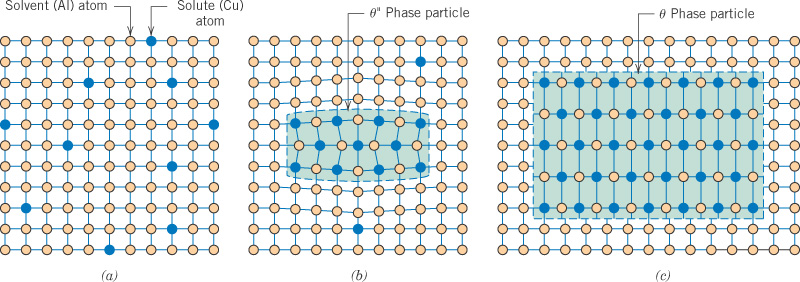 Solvent (Al) atom
Solute (Cu)
atom
θ" Phase particle
θ Phase particle
(a)
(b)
(c)